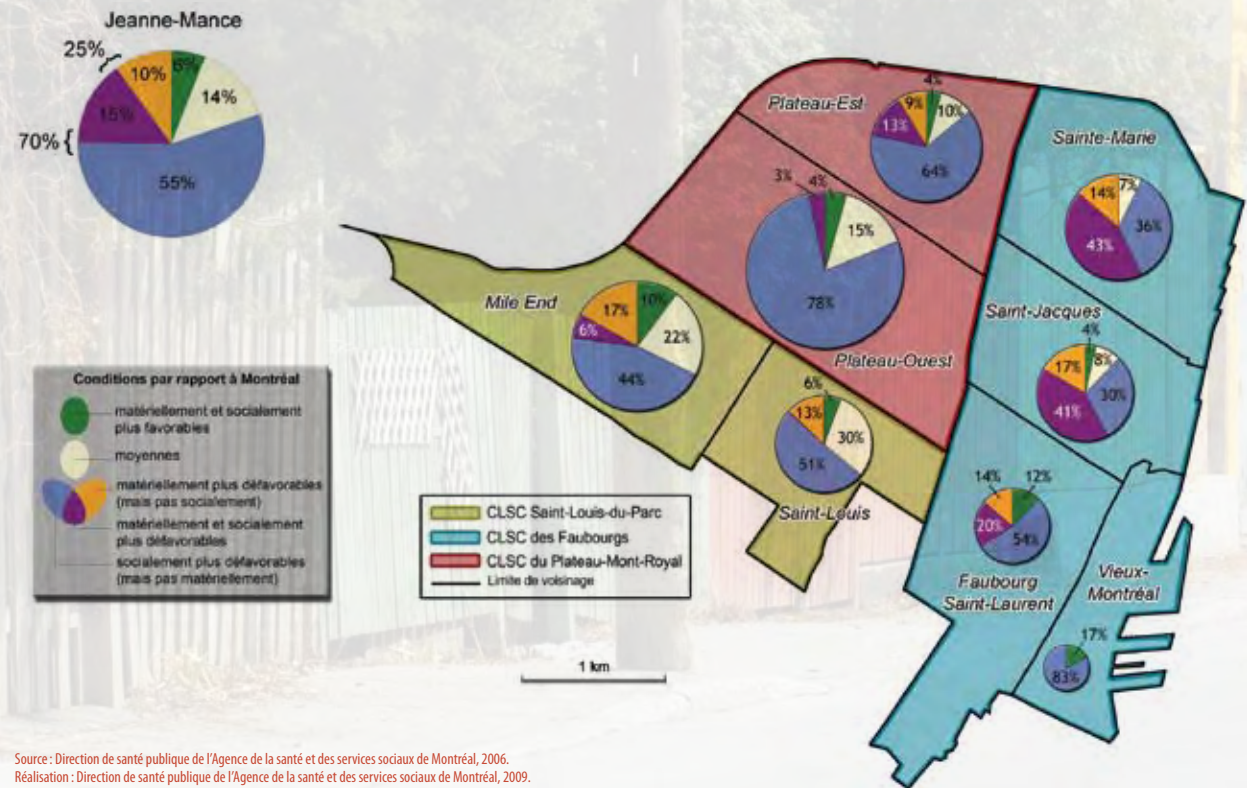 Jeanne-Mance
25%
10%
6%
14%
15%
70% {
55%
Plateau-Est
4%
9%
10%
13%
64%
Sainte-Marie
14%
7%
36%
43%
3%
4%
15%
78%
Plateau-Ouest
Mile End
17%
10%
6%
22%
44%
Saint-Jacques
4%
17%
8%
30%
41%
6%
13%
30%
51%
Saint-Louis
14%
12%
20%
54%
Faubourg
Saint-Laurent
Vieux-
Montréal
17%
83%
Conditions par rapport à Montréal
matériellement et socialement
plus favorables
moyennes
matériellement plus défavorables
(mais pas socialement)
matériellement et socialement
plus défavorables
socialement plus défavorables
(mais pas matériellement)
CLSC Saint-Louis-du-Parc
CLSC des Faubourgs
CLSC du Plateau-Mont-Royal
Limite de voisinage
1 km
Source : Direction de santé publique de l'Agence de la santé et des services sociaux de Montréal, 2006.
Réalisation : Direction de santé publique de l'Agence de la santé et des services sociaux de Montréal, 2009.